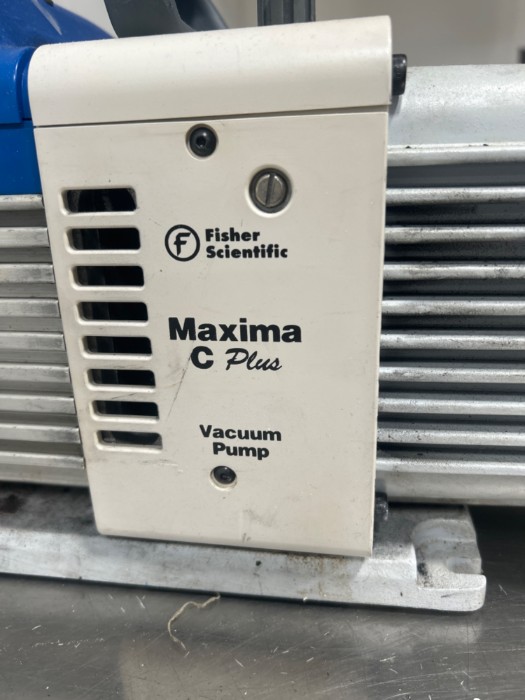 Fisher
Scientific
Maxima
C Plus
Vacuum
Pump